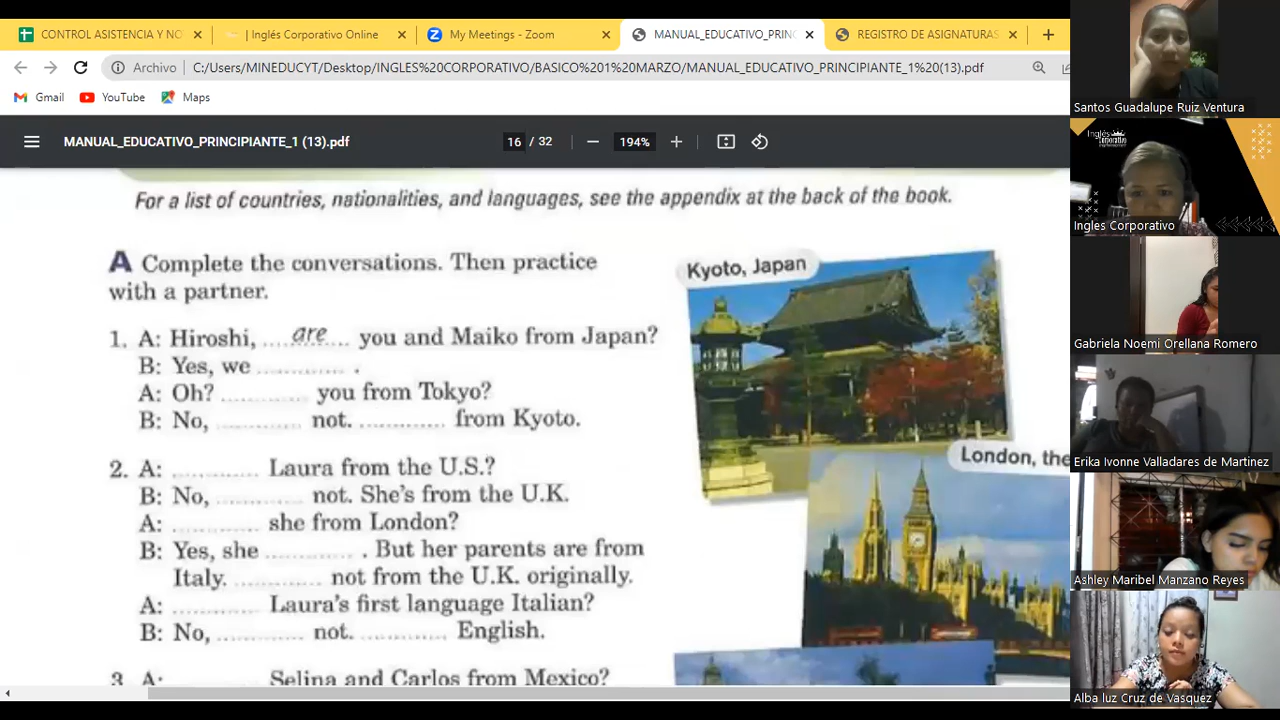 CONTROL ASISTENCIA Y NO
| Inglés Corporativo Online
My Meetings - Zoom
MANUAL_EDUCATIVO_PRINC
REGISTRO DE ASIGNATURAS
Archivo
C:/Users/MINEDUCYT/Desktop/INGLES%20CORPORATIVO/BASICO%201%20MARZO/MANUAL_EDUCATIVO_PRINCIPIANTE_1%20(13).pdf
Gmail
YouTube
Maps
MANUAL_EDUCATIVO_PRINCIPIANTE_1 (13).pdf
16 / 32
194%
For a list of countries, nationalities, and languages, see the appendix at the back of the book.
A Complete the conversations. Then practice
with a partner.
1. A: Hiroshi, ....are.... you and Maiko from Japan?
B: Yes, we ............ .
A: Oh? ............ you from Tokyo?
B: No, ............ not. ............ from Kyoto.
2. A: ............ Laura from the U.S.?
B: No, ............ not. She's from the U.K.
A: ............ she from London?
B: Yes, she ............ . But her parents are from
Italy. ............ not from the U.K. originally.
A: ............ Laura's first language Italian?
B: No, ............ not. ............ English.
3 A: ............ Selina and Carlos from Mexico?
Kyoto, Japan
London, the
Santos Guadalupe Ruiz Ventura
Inglés
Corporativo
Ingles Corporativo
Gabriela Noemi Orellana Romero
Erika Ivonne Valladares de Martinez
Ashley Maribel Manzano Reyes
Alba luz Cruz de Vasquez